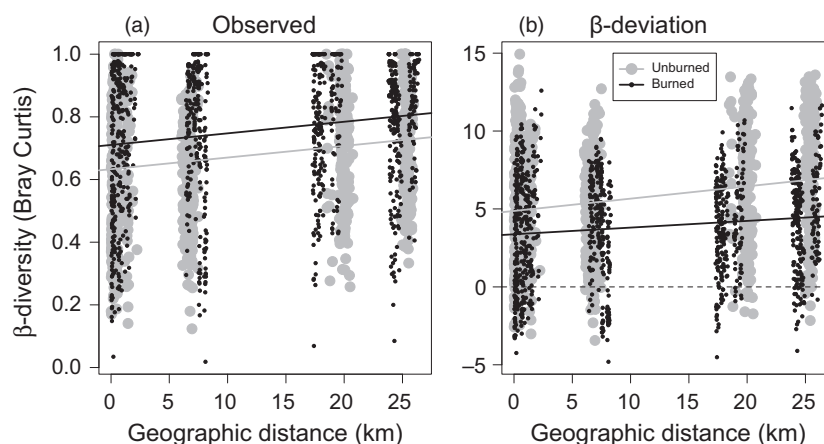 (a) Observed
β-diversity (Bray Curtis)
1.0
0.8
0.6
0.4
0.2
0.0
0 5 10 15 20 25
Geographic distance (km)
(b) β-deviation
Unburned
Burned
15
10
5
0
–5
0 5 10 15 20 25
Geographic distance (km)